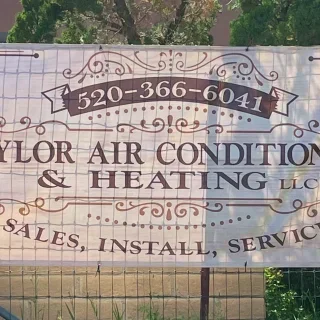 520-366-6041
YLOR AIR CONDITION
& HEATING LLC
SALES, INSTALL, SERVIC